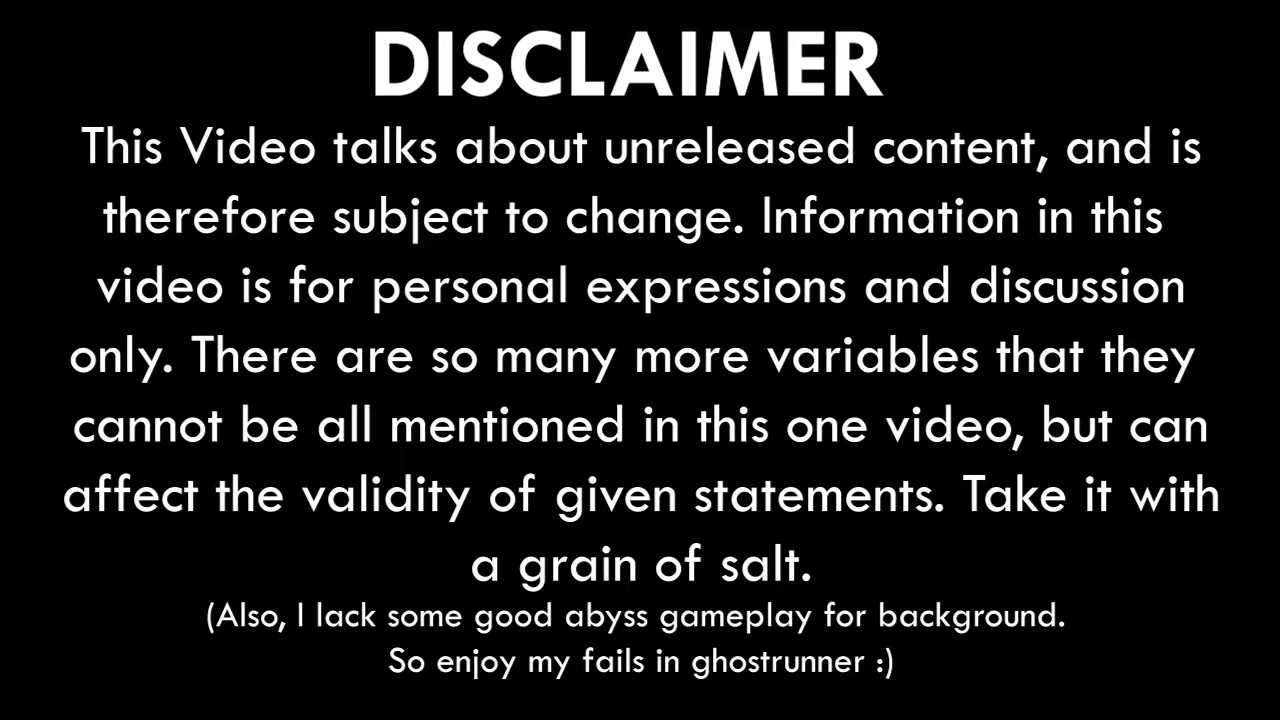 DISCLAIMER
This Video talks about unreleased content, and is
therefore subject to change. Information in this
video is for personal expressions and discussion
only. There are so many more variables that they
cannot be all mentioned in this one video, but can
affect the validity of given statements. Take it with
a grain of salt.
(Also, I lack some good abyss gameplay for background.
So enjoy my fails in ghostrunner :)